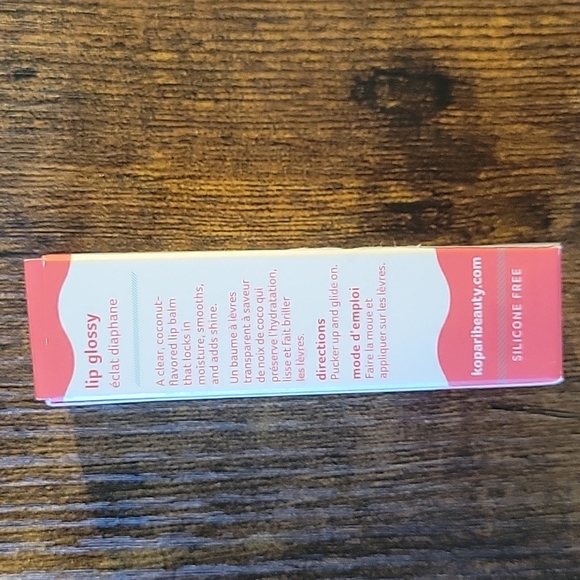 lip glossy
éclat diaphane
A clear, coconut-
flavored lip balm
that locks in
moisture, smooths,
and adds shine.
Un baume à lèvres
transparent à saveur
de noix de coco qui
préserve l'hydratation,
lisse et fait briller
les lèvres.
directions
Pucker up and glide on.
mode d'emploi
Faire la moue et
appliquer sur les lèvres.
koparibeauty.com
SILICONE FREE